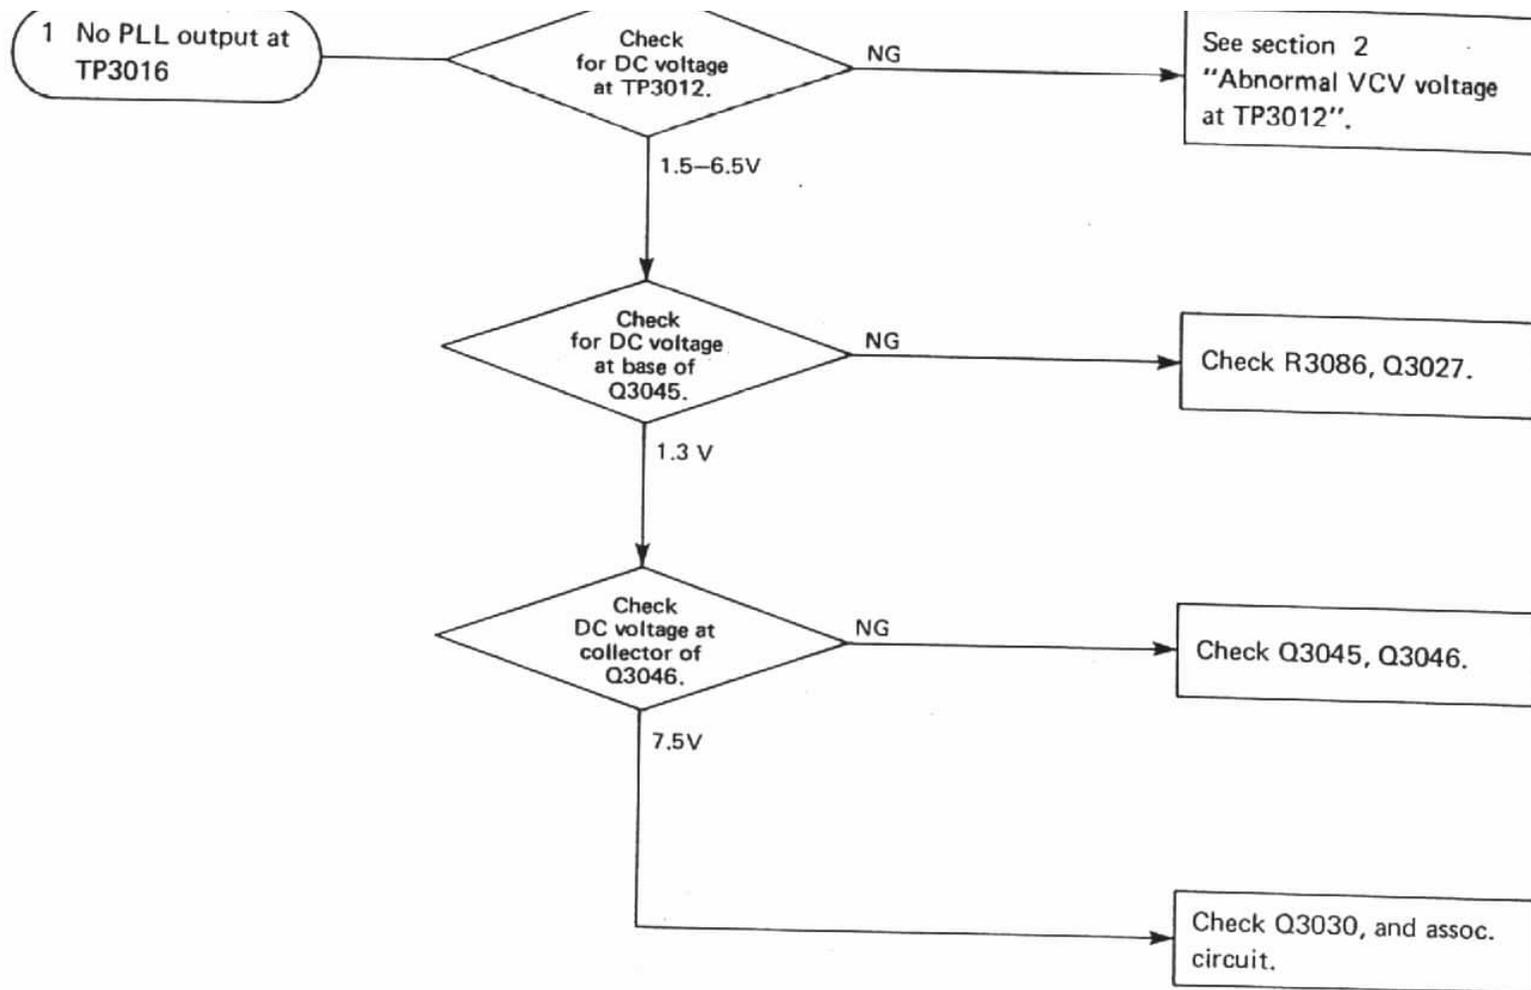 1 No PLL output at
TP3016
Check
for DC voltage
at TP3012.
NG
See section 2
"Abnormal VCV voltage
at TP3012".
1.5–6.5V
Check
for DC voltage
at base of
Q3045.
NG
Check R3086, Q3027.
1.3 V
Check
DC voltage at
collector of
Q3046.
NG
Check Q3045, Q3046.
7.5V
Check Q3030, and assoc.
circuit.